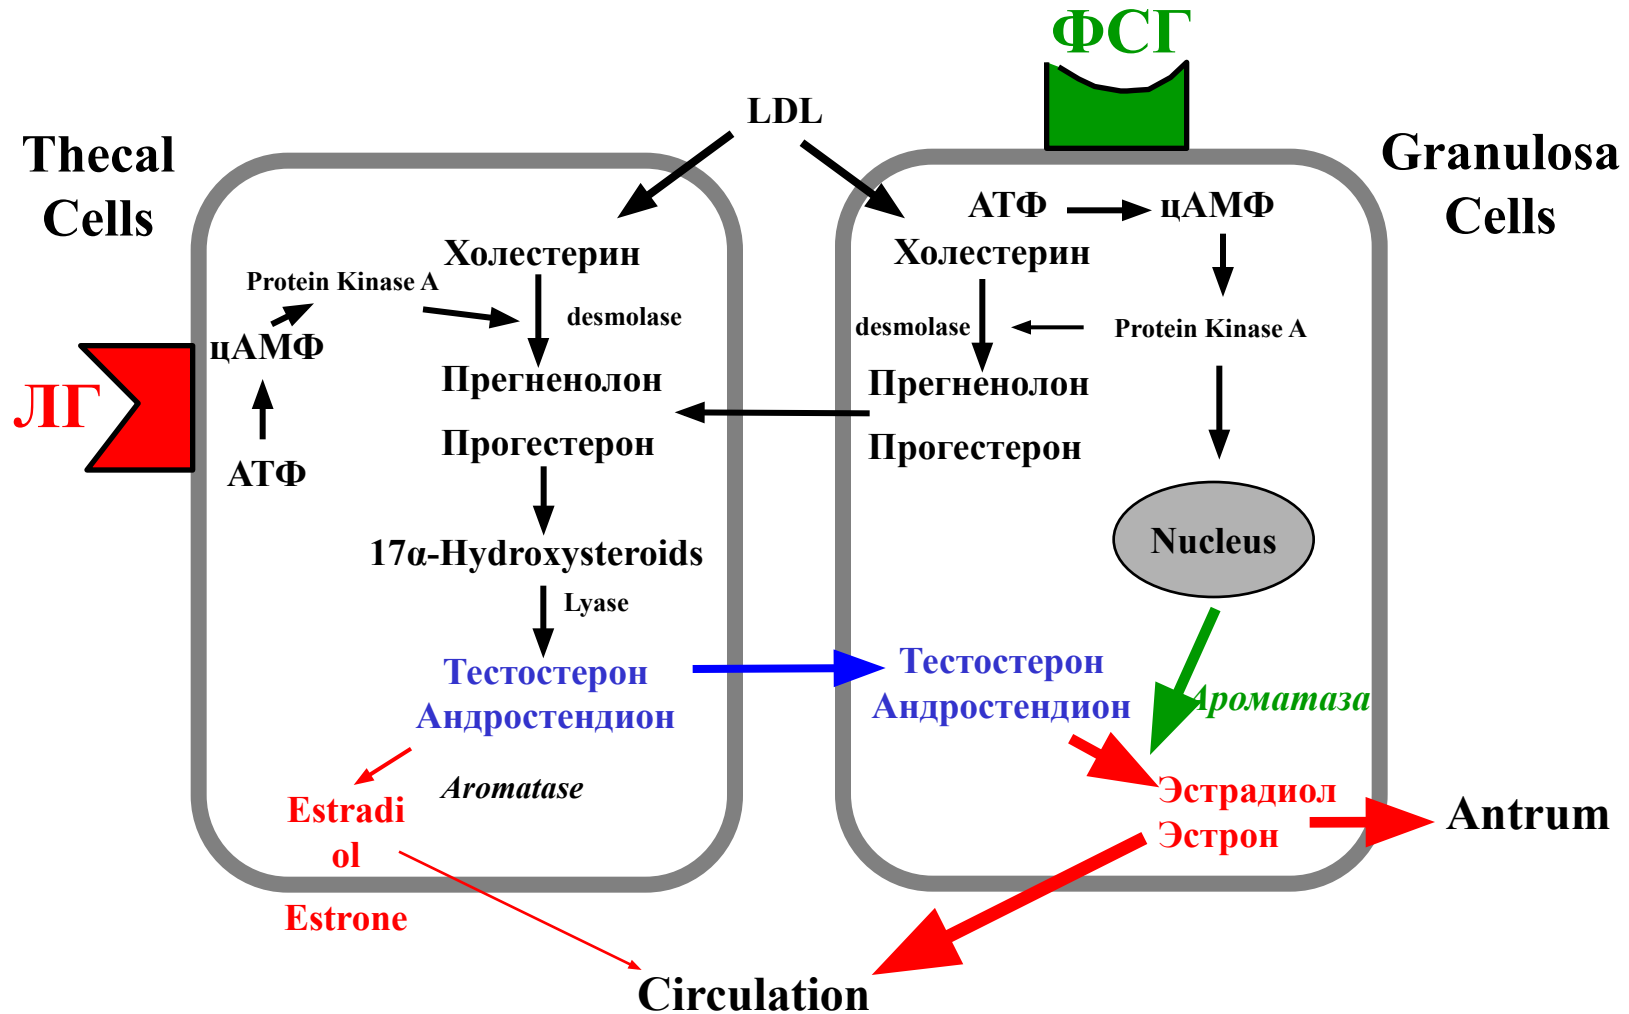 ФСГ
LDL
Thecal
Cells
Granulosa
Cells
АТФ
цАМФ
Холестерин
Холестерин
Protein Kinase A
desmolase
desmolase
Protein Kinase A
цАМФ
ЛГ
Прегненолон
Прегненолон
Прогестерон
Прогестерон
АТФ
Nucleus
17α-Hydroxysteroids
Lyase
Тестостерон
Андростендион
Тестостерон
Андростендион
Ароматаза
Aromatase
Estradi
ol
Estrone
Эстрадиол
Эстрон
Antrum
Circulation